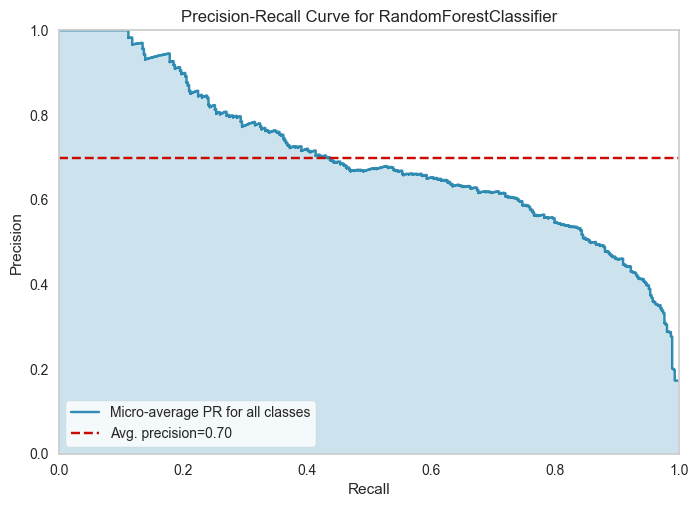 Precision-Recall Curve for RandomForestClassifier
1.0
0.8
0.6
0.4
0.2
0.0
Precision
Micro-average PR for all classes
Avg. precision=0.70
0.0 0.2 0.4 0.6 0.8 1.0
Recall